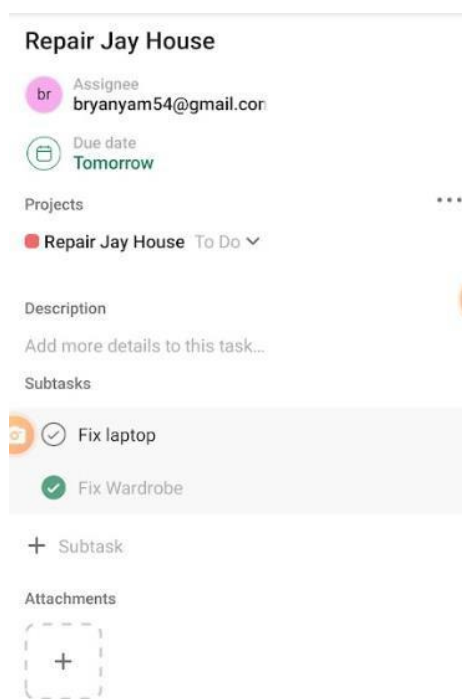 Repair Jay House
br
Assignee
bryanyam54@gmail.cor
Due date
Tomorrow
Projects
Repair Jay House To Do
Description
Add more details to this task...
Subtasks
Fix laptop
Fix Wardrobe
+ Subtask
Attachments
+